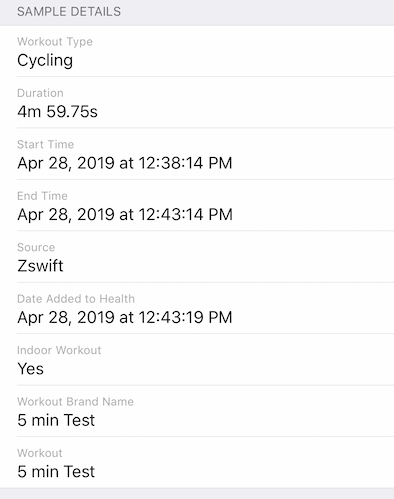 SAMPLE DETAILS
Workout Type
Cycling
Duration
4m 59.75s
Start Time
Apr 28, 2019 at 12:38:14 PM
End Time
Apr 28, 2019 at 12:43:14 PM
Source
Zswift
Date Added to Health
Apr 28, 2019 at 12:43:19 PM
Indoor Workout
Yes
Workout Brand Name
5 min Test
Workout
5 min Test